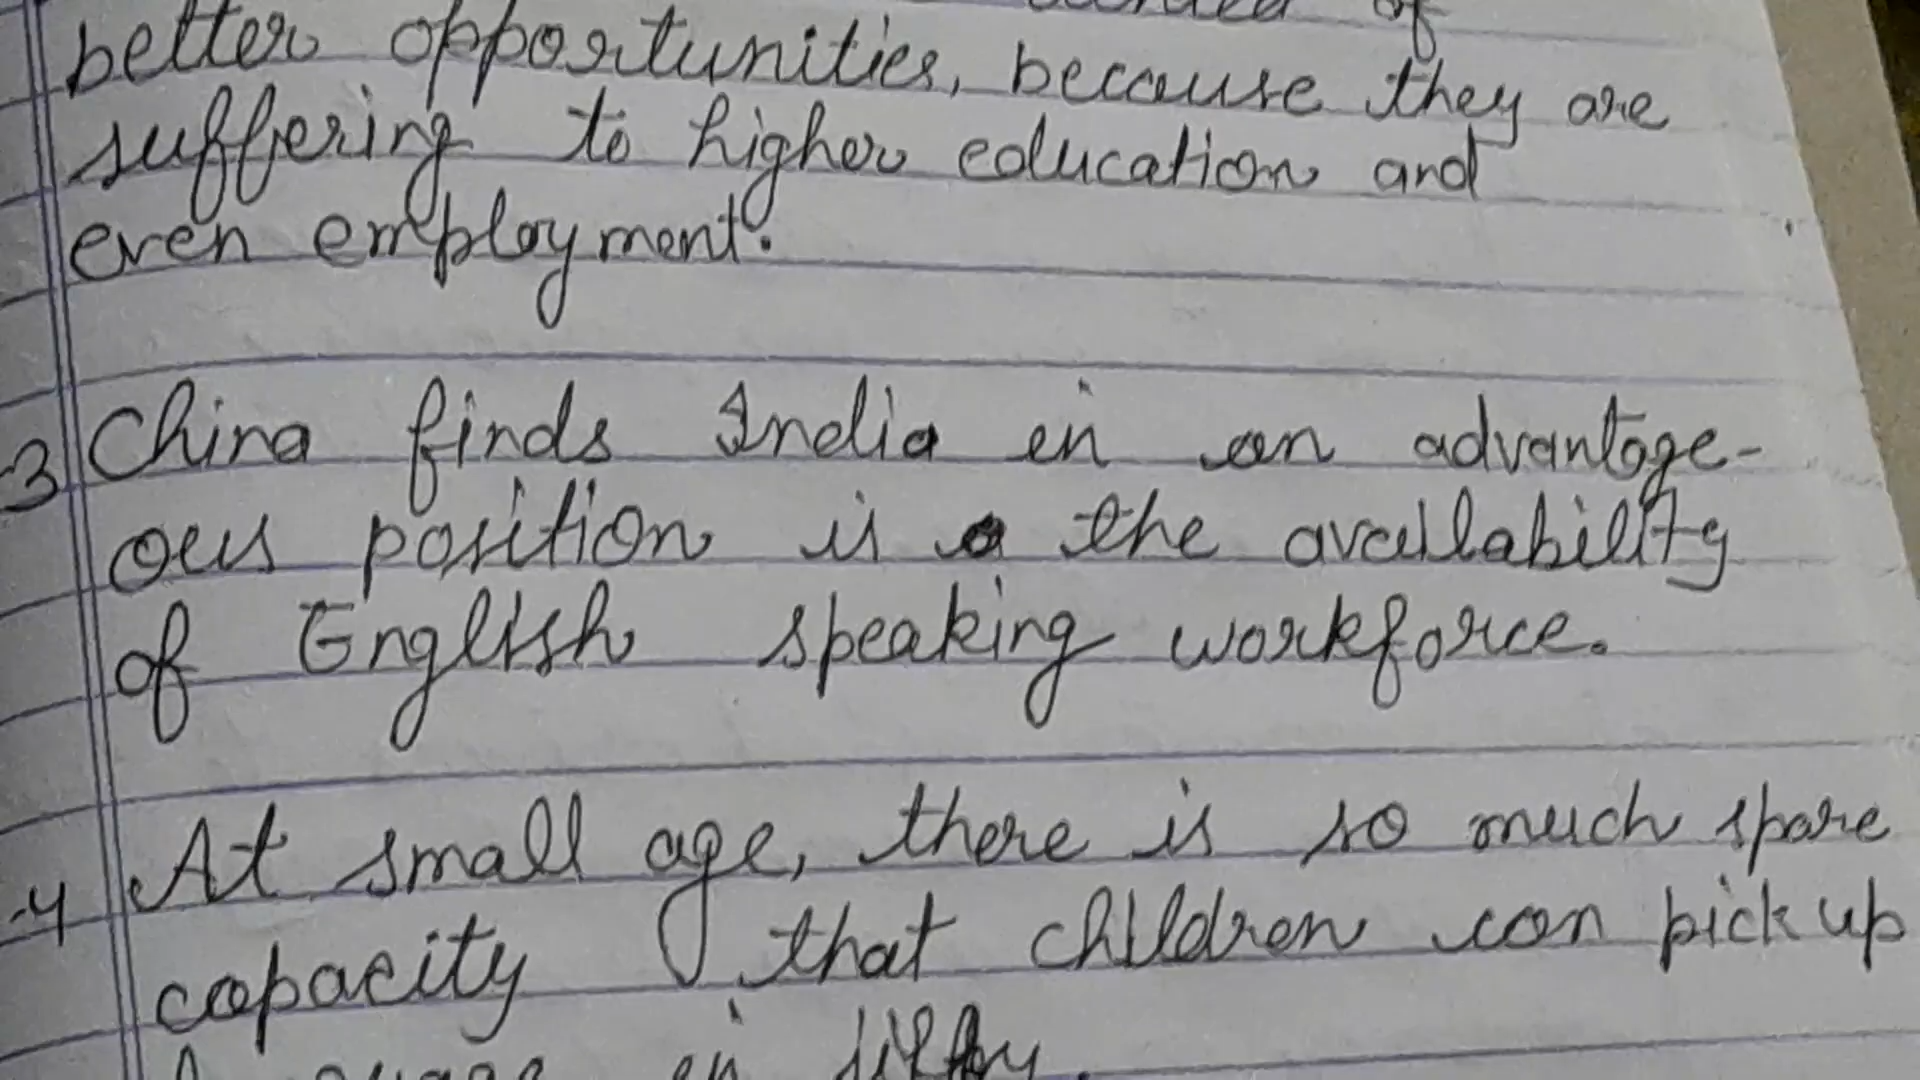 of
better opportunities, because they are
suffering to higher education and
even employment.
3 China finds India in an advantage-
ous position is the availability
of English speaking workforce.
4 At small age, there is so much spare
capacity that children can pick up
in